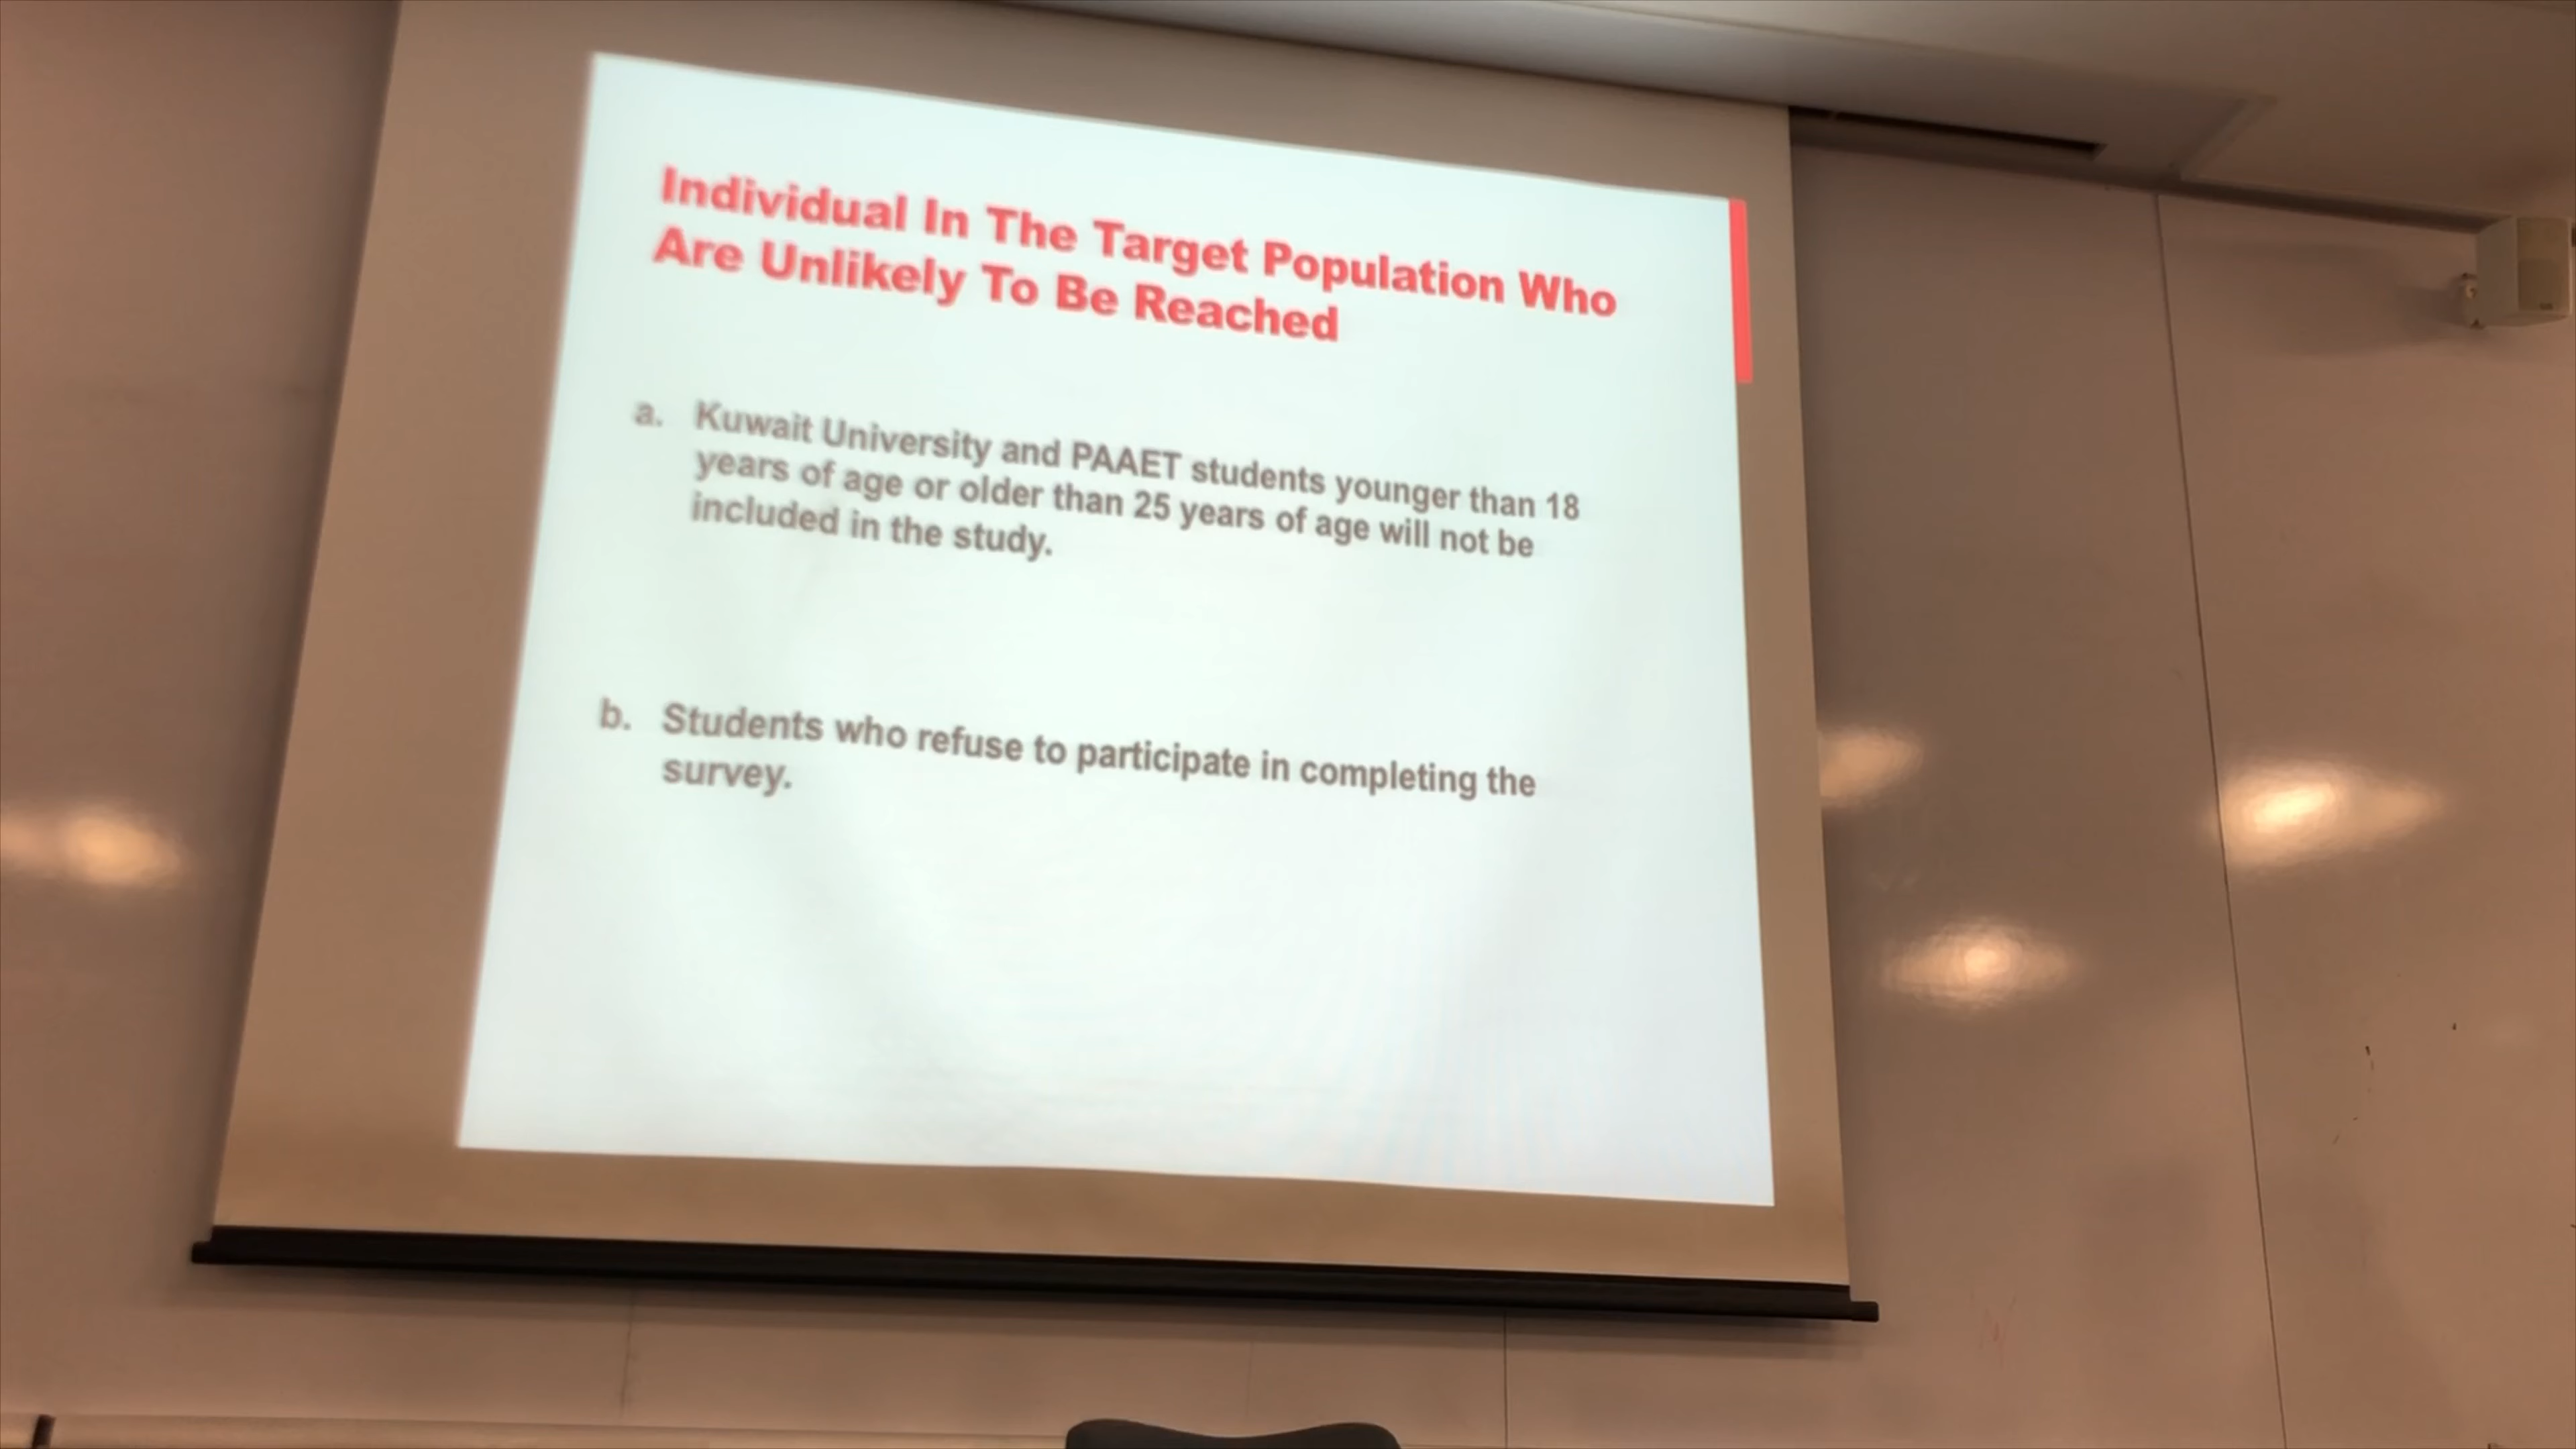 Individual In The Target Population Who
Are Unlikely To Be Reached
a. Kuwait University and PAAET students younger than 18
years of age or older than 25 years of age will not be
included in the study.
b. Students who refuse to participate in completing the
survey.